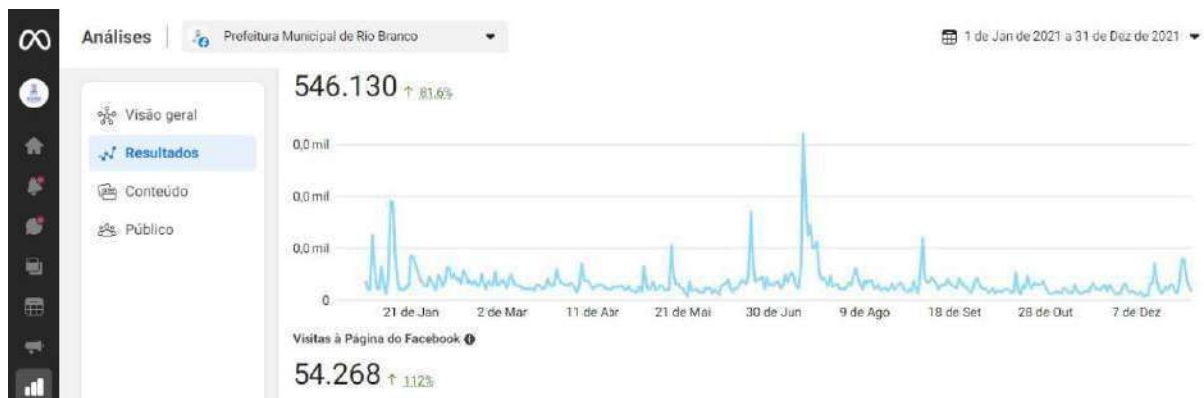 Análises
Prefeitura Municipal de Rio Branco
1 de Jan de 2021 a 31 de Dez de 2021
Visão geral
Resultados
Conteúdo
Público
546.130 ↑ 81,6%
0,0 mil
0,0 mil
0,0 mil
0
21 de Jan 2 de Mar 11 de Abr 21 de Mai 30 de Jun 9 de Ago 18 de Set 28 de Out 7 de Dez
Visitas à Página do Facebook
54.268 ↑ 112%